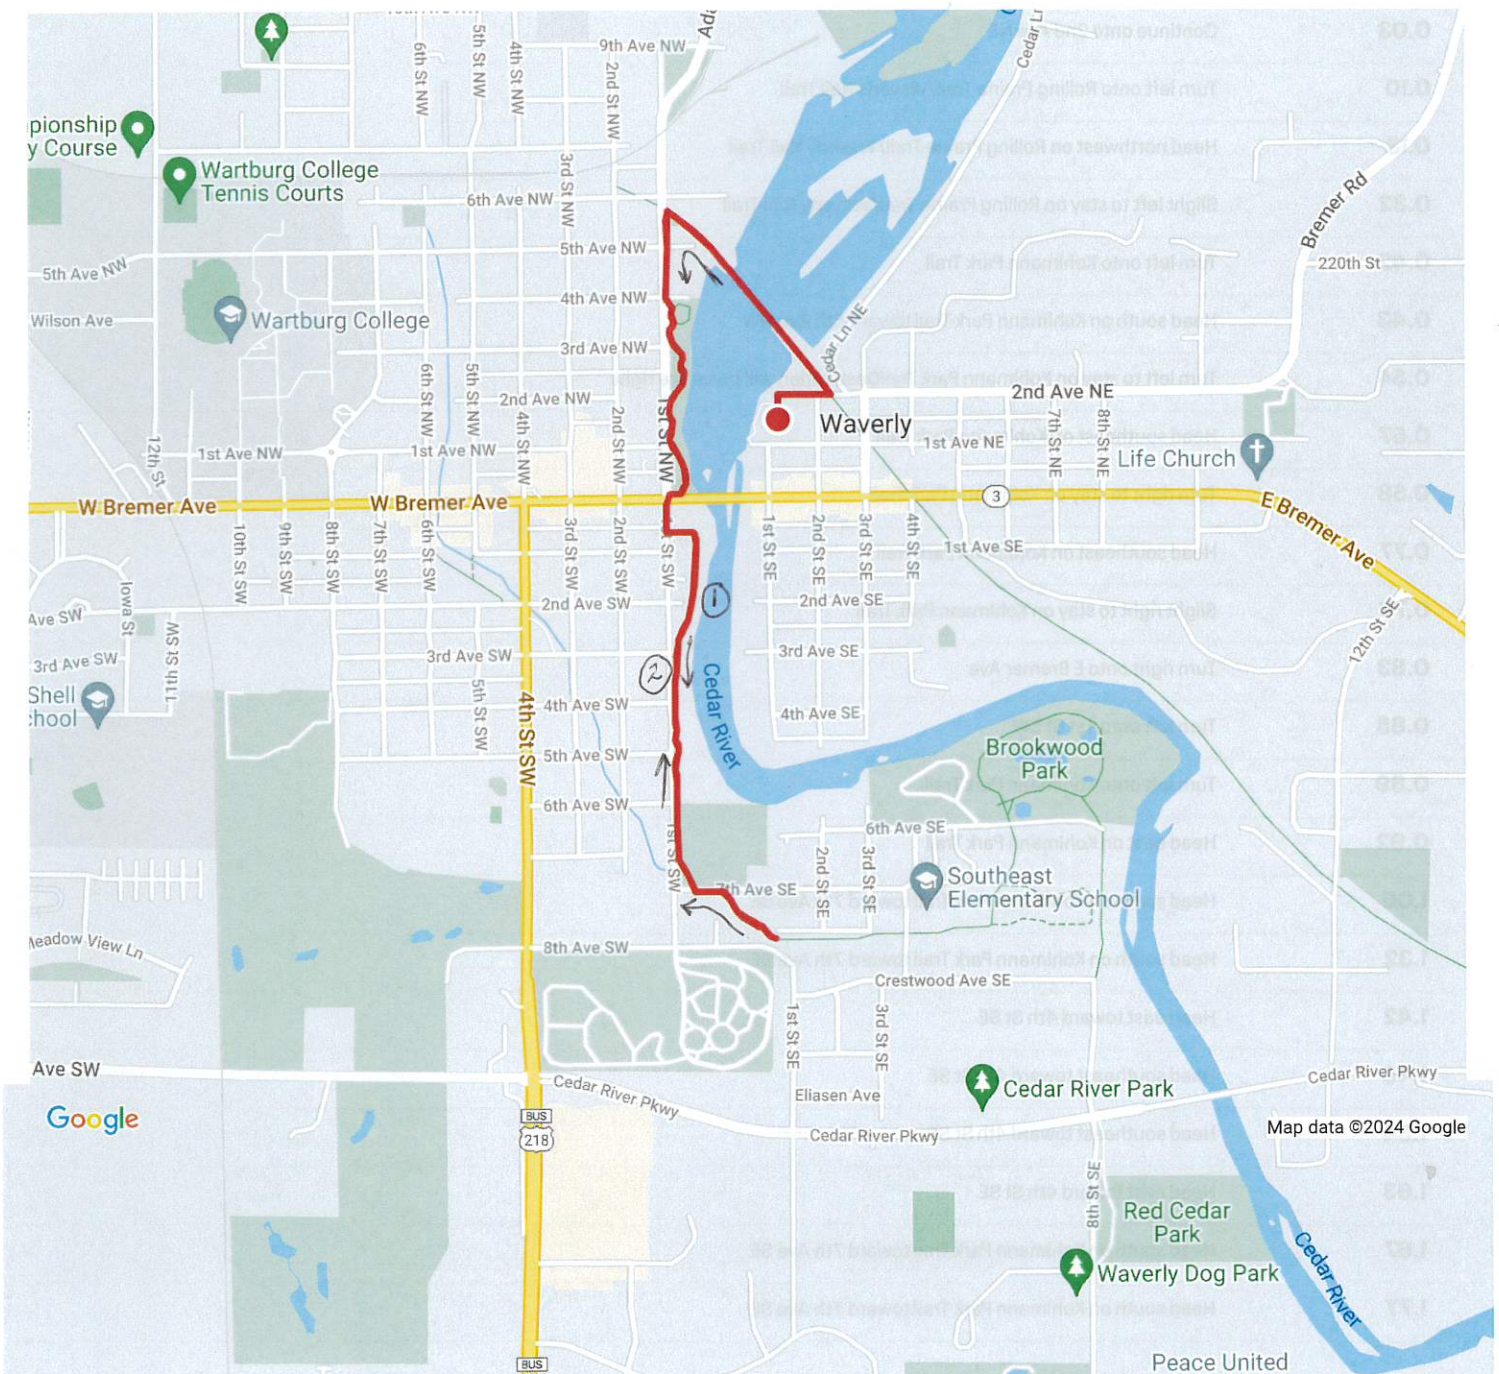 9th Ave NW
6th St NW
5th St NW
4th St NW
2nd St NW
Cedar Ln
pionship
y Course
Wartburg College
Tennis Courts
3rd St NW
6th Ave NW
Bremer Rd
5th Ave NW
5th Ave NW
220th St
4th Ave NW
Wilson Ave
Wartburg College
3rd Ave NW
Cedar Ln NE
6th St NW
5th St NW
2nd Ave NW
1st St NW
2nd Ave NE
4th St NW
2nd St NW
Waverly
7th St NE
8th St NE
12th St
1st Ave NW
1st Ave NW
1st Ave NE
Life Church
W Bremer Ave
W Bremer Ave
3
E Bremer Ave
10th St SW
9th St SW
8th St SW
7th St SW
6th St SW
3rd St SW
2nd St SW
1st St SE
2nd St SE
3rd St SE
4th St SE
1st Ave SE
Iowa St
Ave SW
2nd Ave SW
1
2nd Ave SE
12th St SE
11th St SW
3rd Ave SW
3rd Ave SW
2
3rd Ave SE
Shell
chool
5th St SW
4th St SW
4th Ave SW
Cedar River
4th Ave SE
5th Ave SW
Brookwood
Park
6th Ave SW
1st St SW
6th Ave SE
2nd St SE
3rd St SE
7th Ave SE
Southeast
Elementary School
Meadow View Ln
8th Ave SW
Crestwood Ave SE
1st St SE
3rd St SE
Ave SW
Cedar River Pkwy
Eliasen Ave
Cedar River Park
Cedar River Pkwy
Google
BUS
218
Cedar River Pkwy
Map data ©2024 Google
8th St SE
Red Cedar
Park
Waverly Dog Park
Cedar River
BUS
Peace United